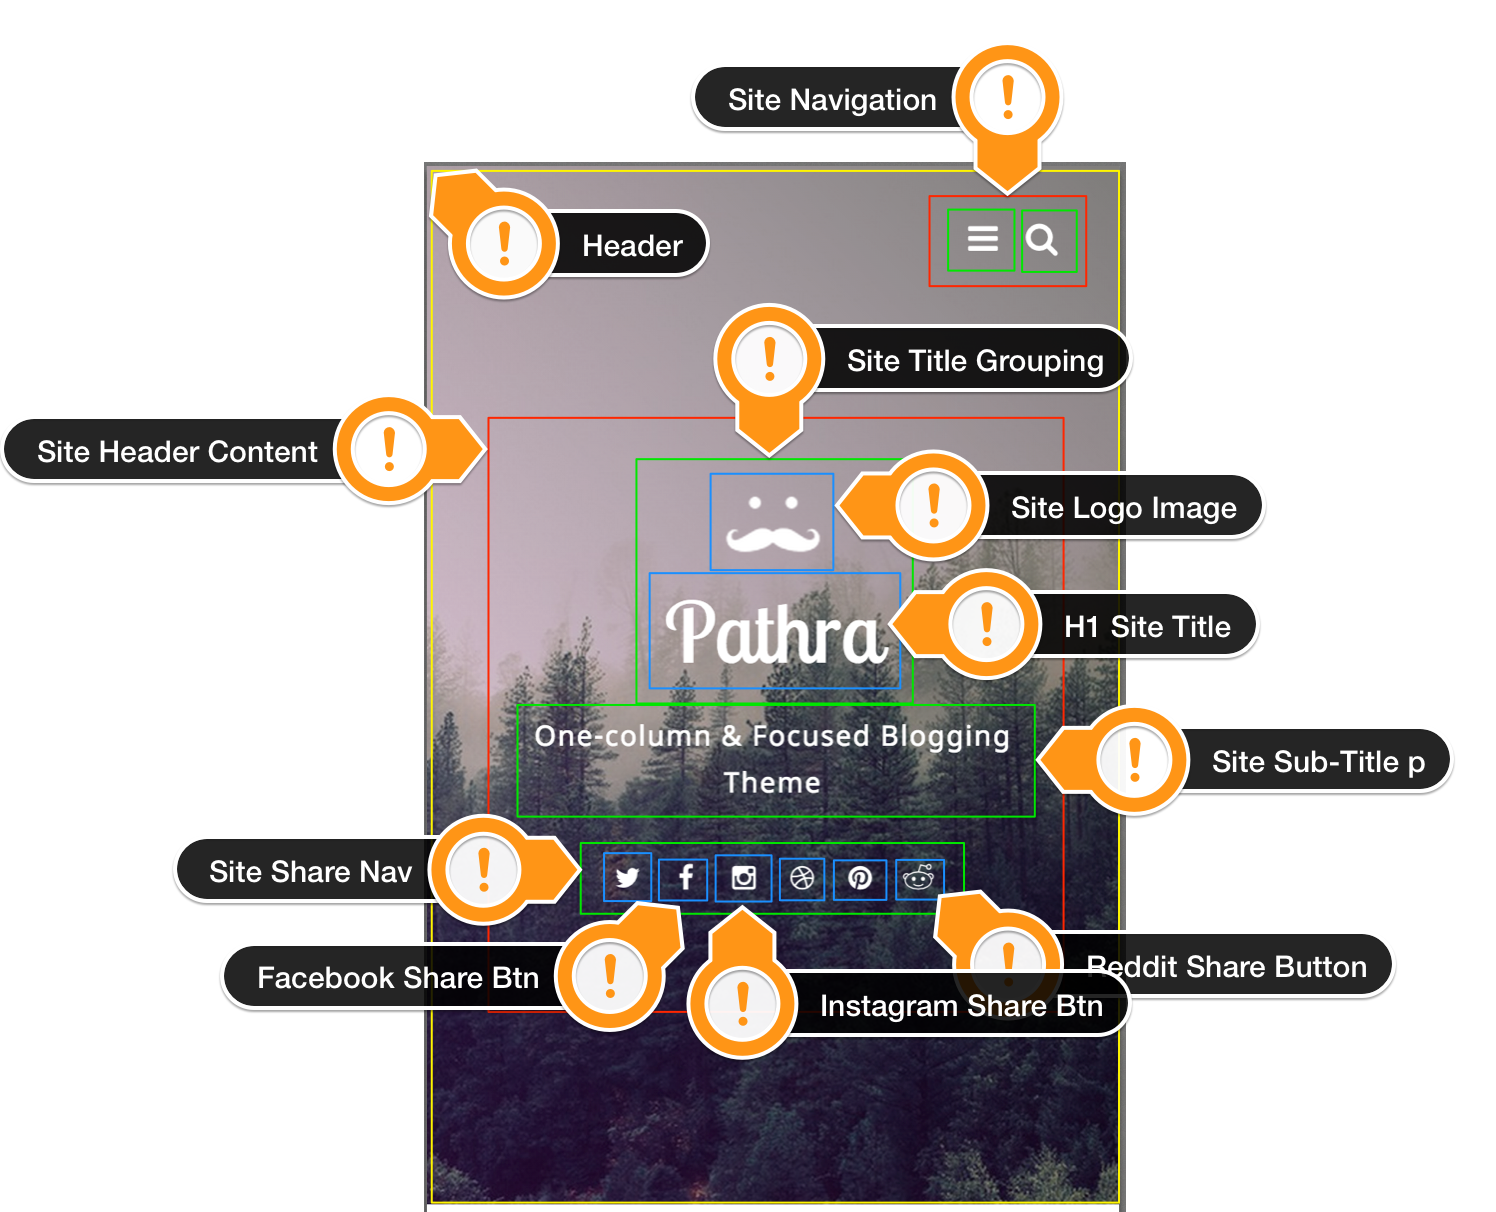 Site Navigation
Header
Site Title Grouping
Site Header Content
Site Logo Image
Pathra
H1 Site Title
One-column & Focused Blogging
Theme
Site Sub-Title p
Site Share Nav
Facebook Share Btn
Reddit Share Button
Instagram Share Btn